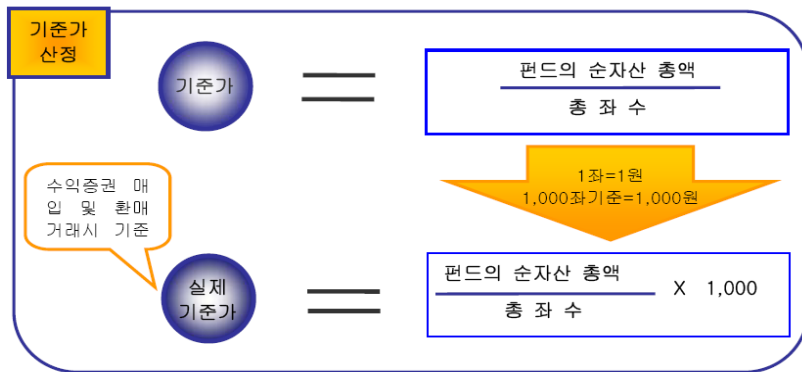 기준가
산정
기준가
펀드의 순자산 총액
총 좌 수
1좌=1원
1,000좌기준=1,000원
수익증권 매
입 및 환매
거래시 기준
실제
기준가
펀드의 순자산 총액
총 좌 수
X 1,000